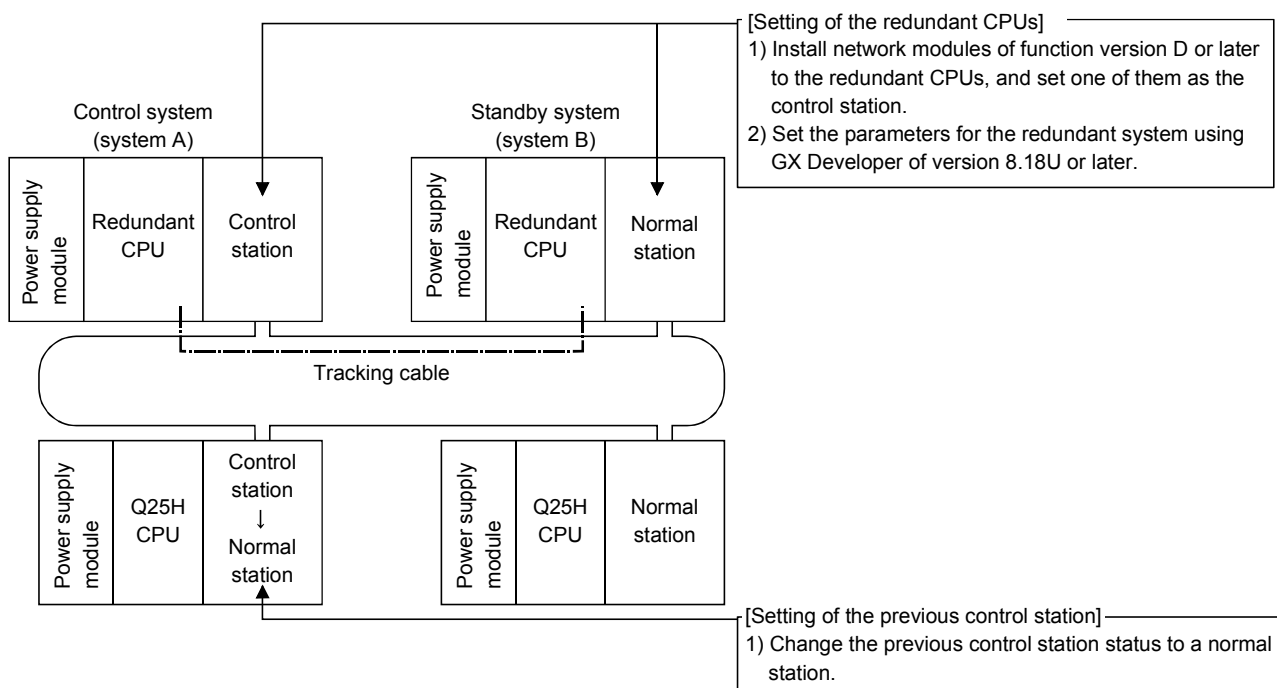 [Setting of the redundant CPUs]
1) Install network modules of function version D or later
to the redundant CPUs, and set one of them as the
control station.
2) Set the parameters for the redundant system using
GX Developer of version 8.18U or later.
Control system
(system A)
Standby system
(system B)
Power supply
module
Redundant
CPU
Control
station
Power supply
module
Redundant
CPU
Normal
station
Tracking cable
Power supply
module
Q25H
CPU
Control
station
↓
Normal
station
Power supply
module
Q25H
CPU
Normal
station
[Setting of the previous control station]
1) Change the previous control station status to a normal
station.